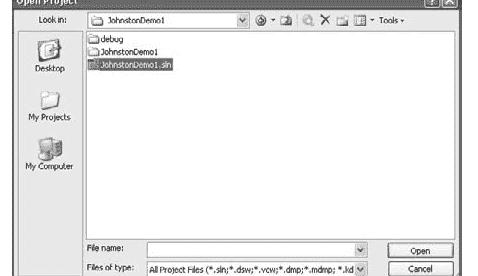 Open Project
Look in:
JohnstonDemo1
Tools
debug
JohnstonDemo1
JohnstonDemo1.sln
Desktop
My Projects
My Computer
File name:
Open
Files of type:
All Project Files (*.sln;*.dsw;*.vcw;*.dmp;*.mdmp; *.kd
Cancel